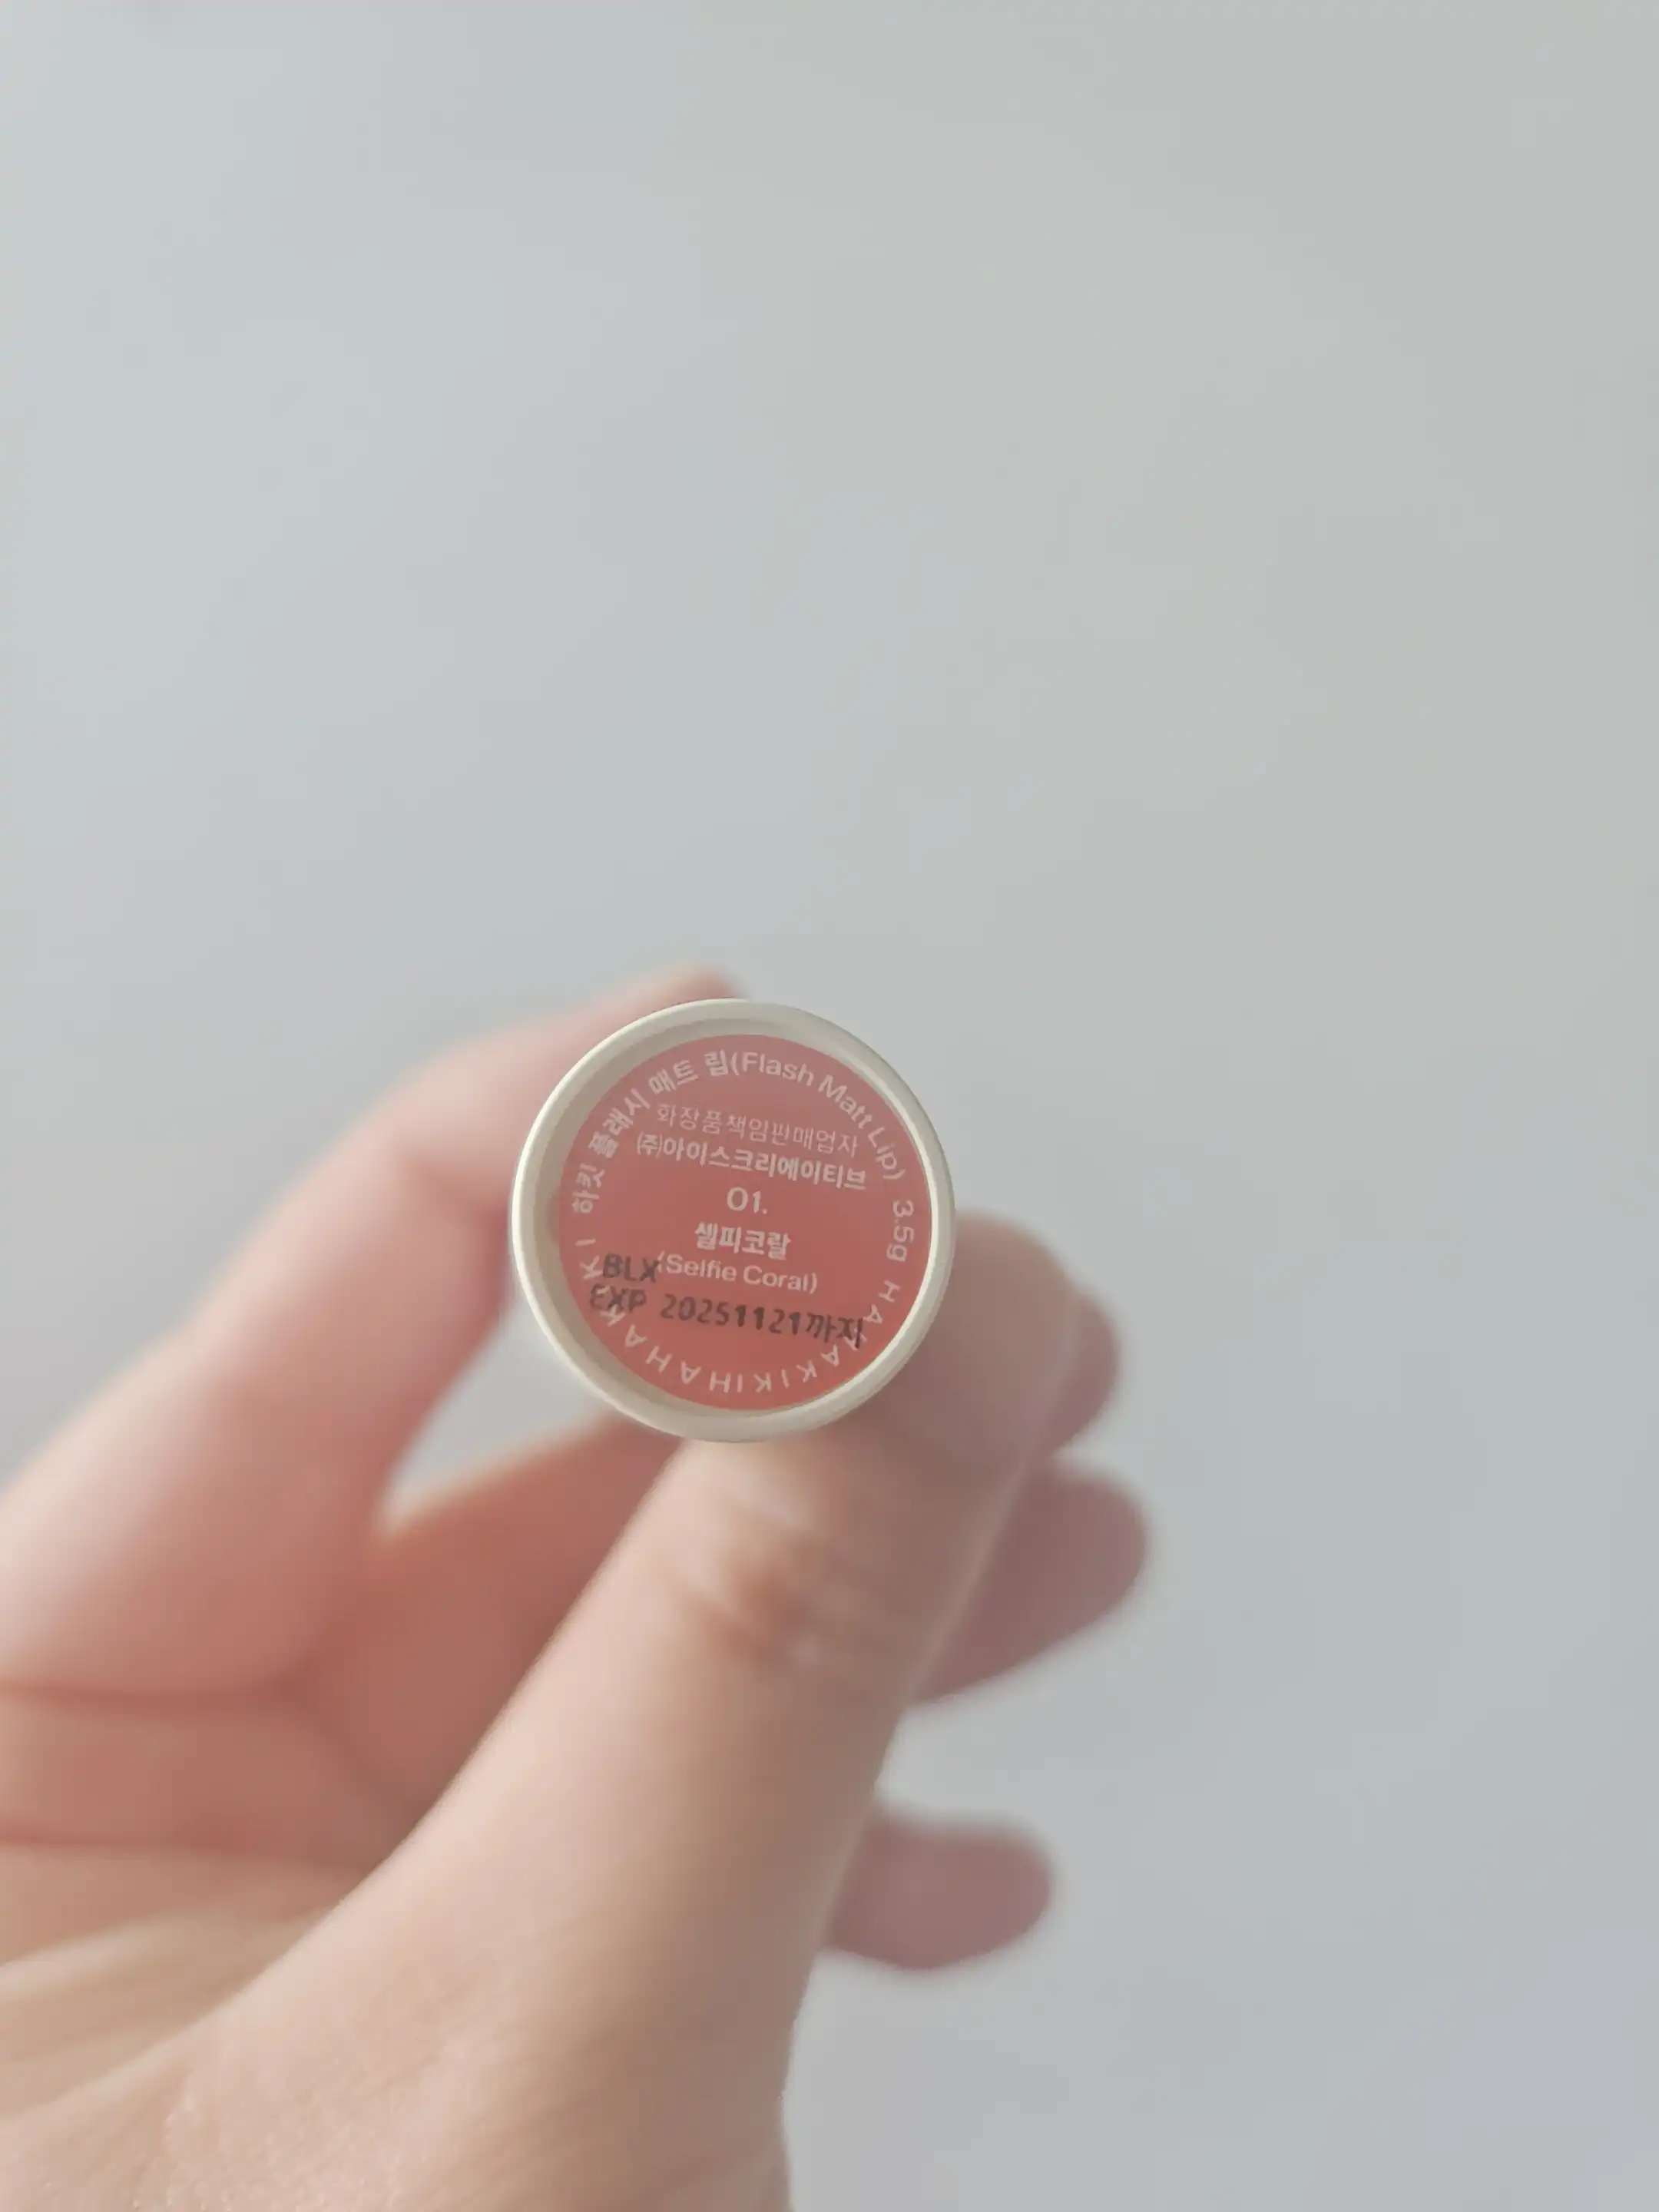 하킷 플래시 매트 립(Flash Matt Lip) 3.5g HAKHAKIKIHAHAKKKI
화장품책임판매업자
㈜아이스크리에이티브
01.
셀피코랄
(Selfie Coral)
BLX
EXP 20251121까지